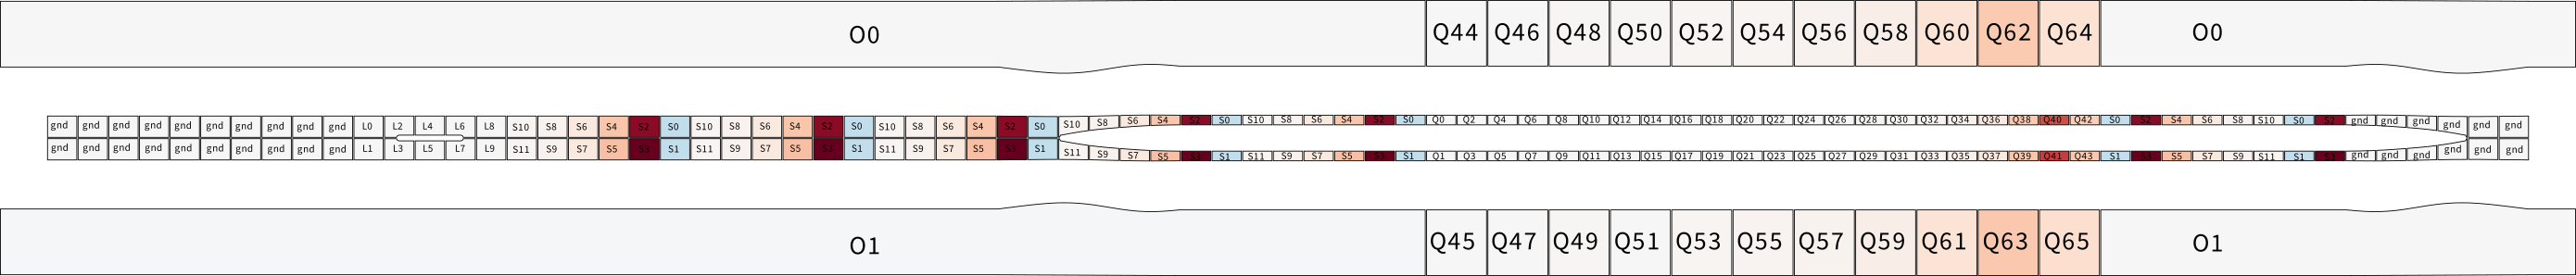 O0 Q44 Q46 Q48 Q50 Q52 Q54 Q56 Q58 Q60 Q62 Q64 O0
gnd gnd gnd gnd gnd gnd gnd gnd gnd gnd L0 L2 L4 L6 L8 S10 S8 S6 S4 S2 S0 S10 S8 S6 S4 S2 S0 S10 S8 S6 S4 S2 S0 S10 S8 S6 S4 S2 S0 S10 S8 S6 S4 S2 S0 Q0 Q2 Q4 Q6 Q8 Q10 Q12 Q14 Q16 Q18 Q20 Q22 Q24 Q26 Q28 Q30 Q32 Q34 Q36 Q38 Q40 Q42 S0 S2 S4 S6 S8 S10 S0 S2 gnd gnd gnd gnd gnd gnd
gnd gnd gnd gnd gnd gnd gnd gnd gnd gnd L1 L3 L5 L7 L9 S11 S9 S7 S5 S3 S1 S11 S9 S7 S5 S3 S1 S11 S9 S7 S5 S3 S1 S11 S9 S7 S5 S3 S1 S11 S9 S7 S5 S3 S1 Q1 Q3 Q5 Q7 Q9 Q11 Q13 Q15 Q17 Q19 Q21 Q23 Q25 Q27 Q29 Q31 Q33 Q35 Q37 Q39 Q41 Q43 S1 S3 S5 S7 S9 S11 S1 S3 gnd gnd gnd gnd gnd gnd
O1 Q45 Q47 Q49 Q51 Q53 Q55 Q57 Q59 Q61 Q63 Q65 O1